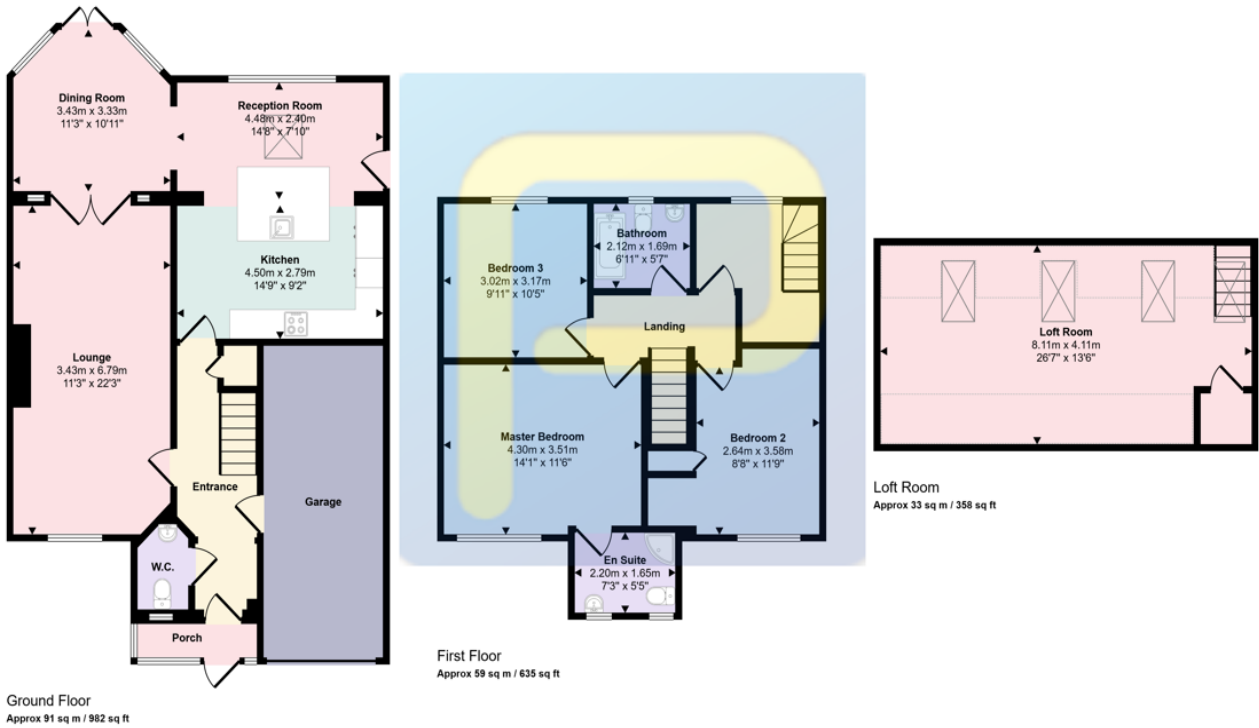 Dining Room
3.43m x 3.33m
11'3" x 10'11"
Reception Room
4.48m x 2.40m
14'8" x 7'10"
Kitchen
4.50m x 2.79m
14'9" x 9'2"
Lounge
3.43m x 6.79m
11'3" x 22'3"
Entrance
Garage
W.C.
Porch
Ground Floor
Approx 91 sq m / 982 sq ft
Bathroom
2.12m x 1.69m
6'11" x 5'7"
Bedroom 3
3.02m x 3.17m
9'11" x 10'5"
Landing
Master Bedroom
4.30m x 3.51m
14'1" x 11'6"
Bedroom 2
2.64m x 3.58m
8'8" x 11'9"
En Suite
2.20m x 1.65m
7'3" x 5'5"
First Floor
Approx 59 sq m / 635 sq ft
Loft Room
8.11m x 4.11m
26'7" x 13'6"
Loft Room
Approx 33 sq m / 358 sq ft